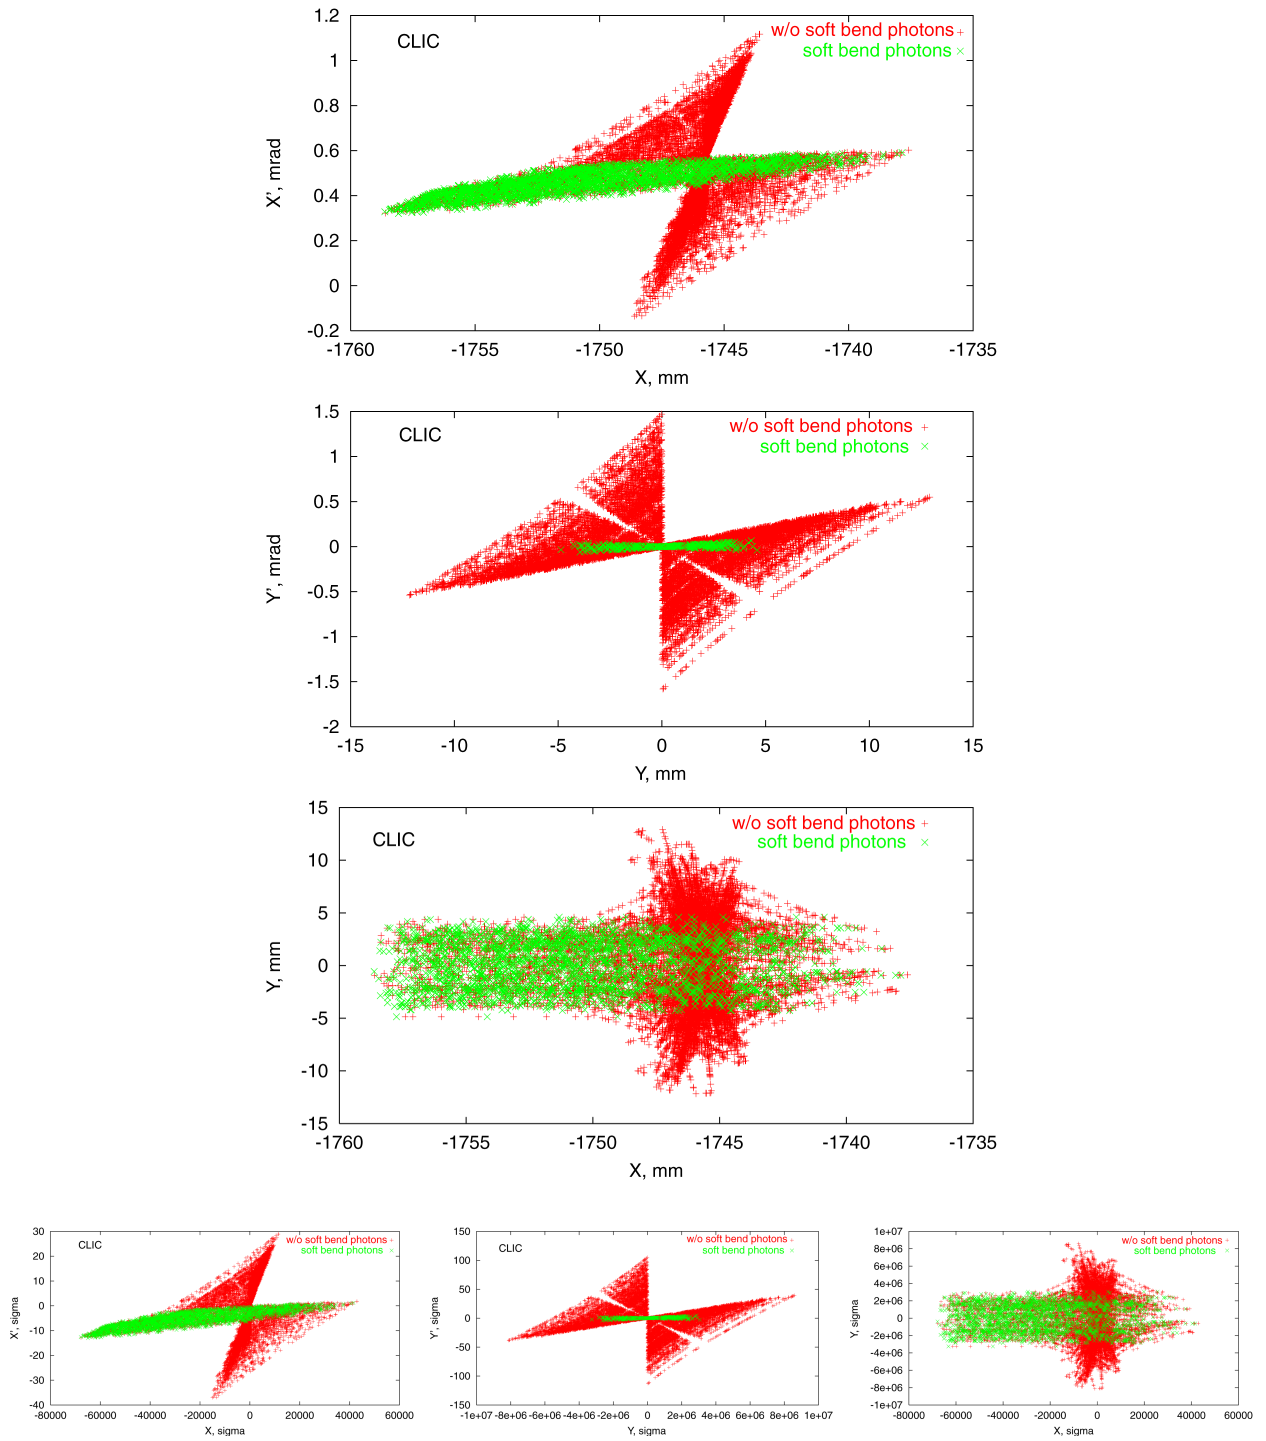 1.2
w/o soft bend photons
CLIC
soft bend photons
1
0.8
0.6
X', mrad
0.4
0.2
0
-0.2
-1760 -1755 -1750 -1745 -1740 -1735
X, mm
1.5
w/o soft bend photons
CLIC
soft bend photons
1
0.5
0
Y', mrad
-0.5
-1
-1.5
-2
-15 -10 -5 0 5 10 15
Y, mm
15
w/o soft bend photons
CLIC
soft bend photons
10
5
0
Y, mm
-5
-10
-15
-1760 -1755 -1750 -1745 -1740 -1735
X, mm
30
w/o soft bend photons
CLIC
soft bend photons
20
10
0
X', sigma
-10
-20
-30
-40
-80000 -60000 -40000 -20000 0 20000 40000 60000
X, sigma
150
w/o soft bend photons
CLIC
soft bend photons
100
50
0
Y', sigma
-50
-100
-150
-1e+07 -8e+06 -6e+06 -4e+06 -2e+06 0 2e+06 4e+06 6e+06 8e+06 1e+07
Y, sigma
1e+07
w/o soft bend photons
8e+06
soft bend photons
6e+06
4e+06
2e+06
0
Y, sigma
-2e+06
-4e+06
-6e+06
-8e+06
-1e+07
-80000 -60000 -40000 -20000 0 20000 40000 60000
X, sigma